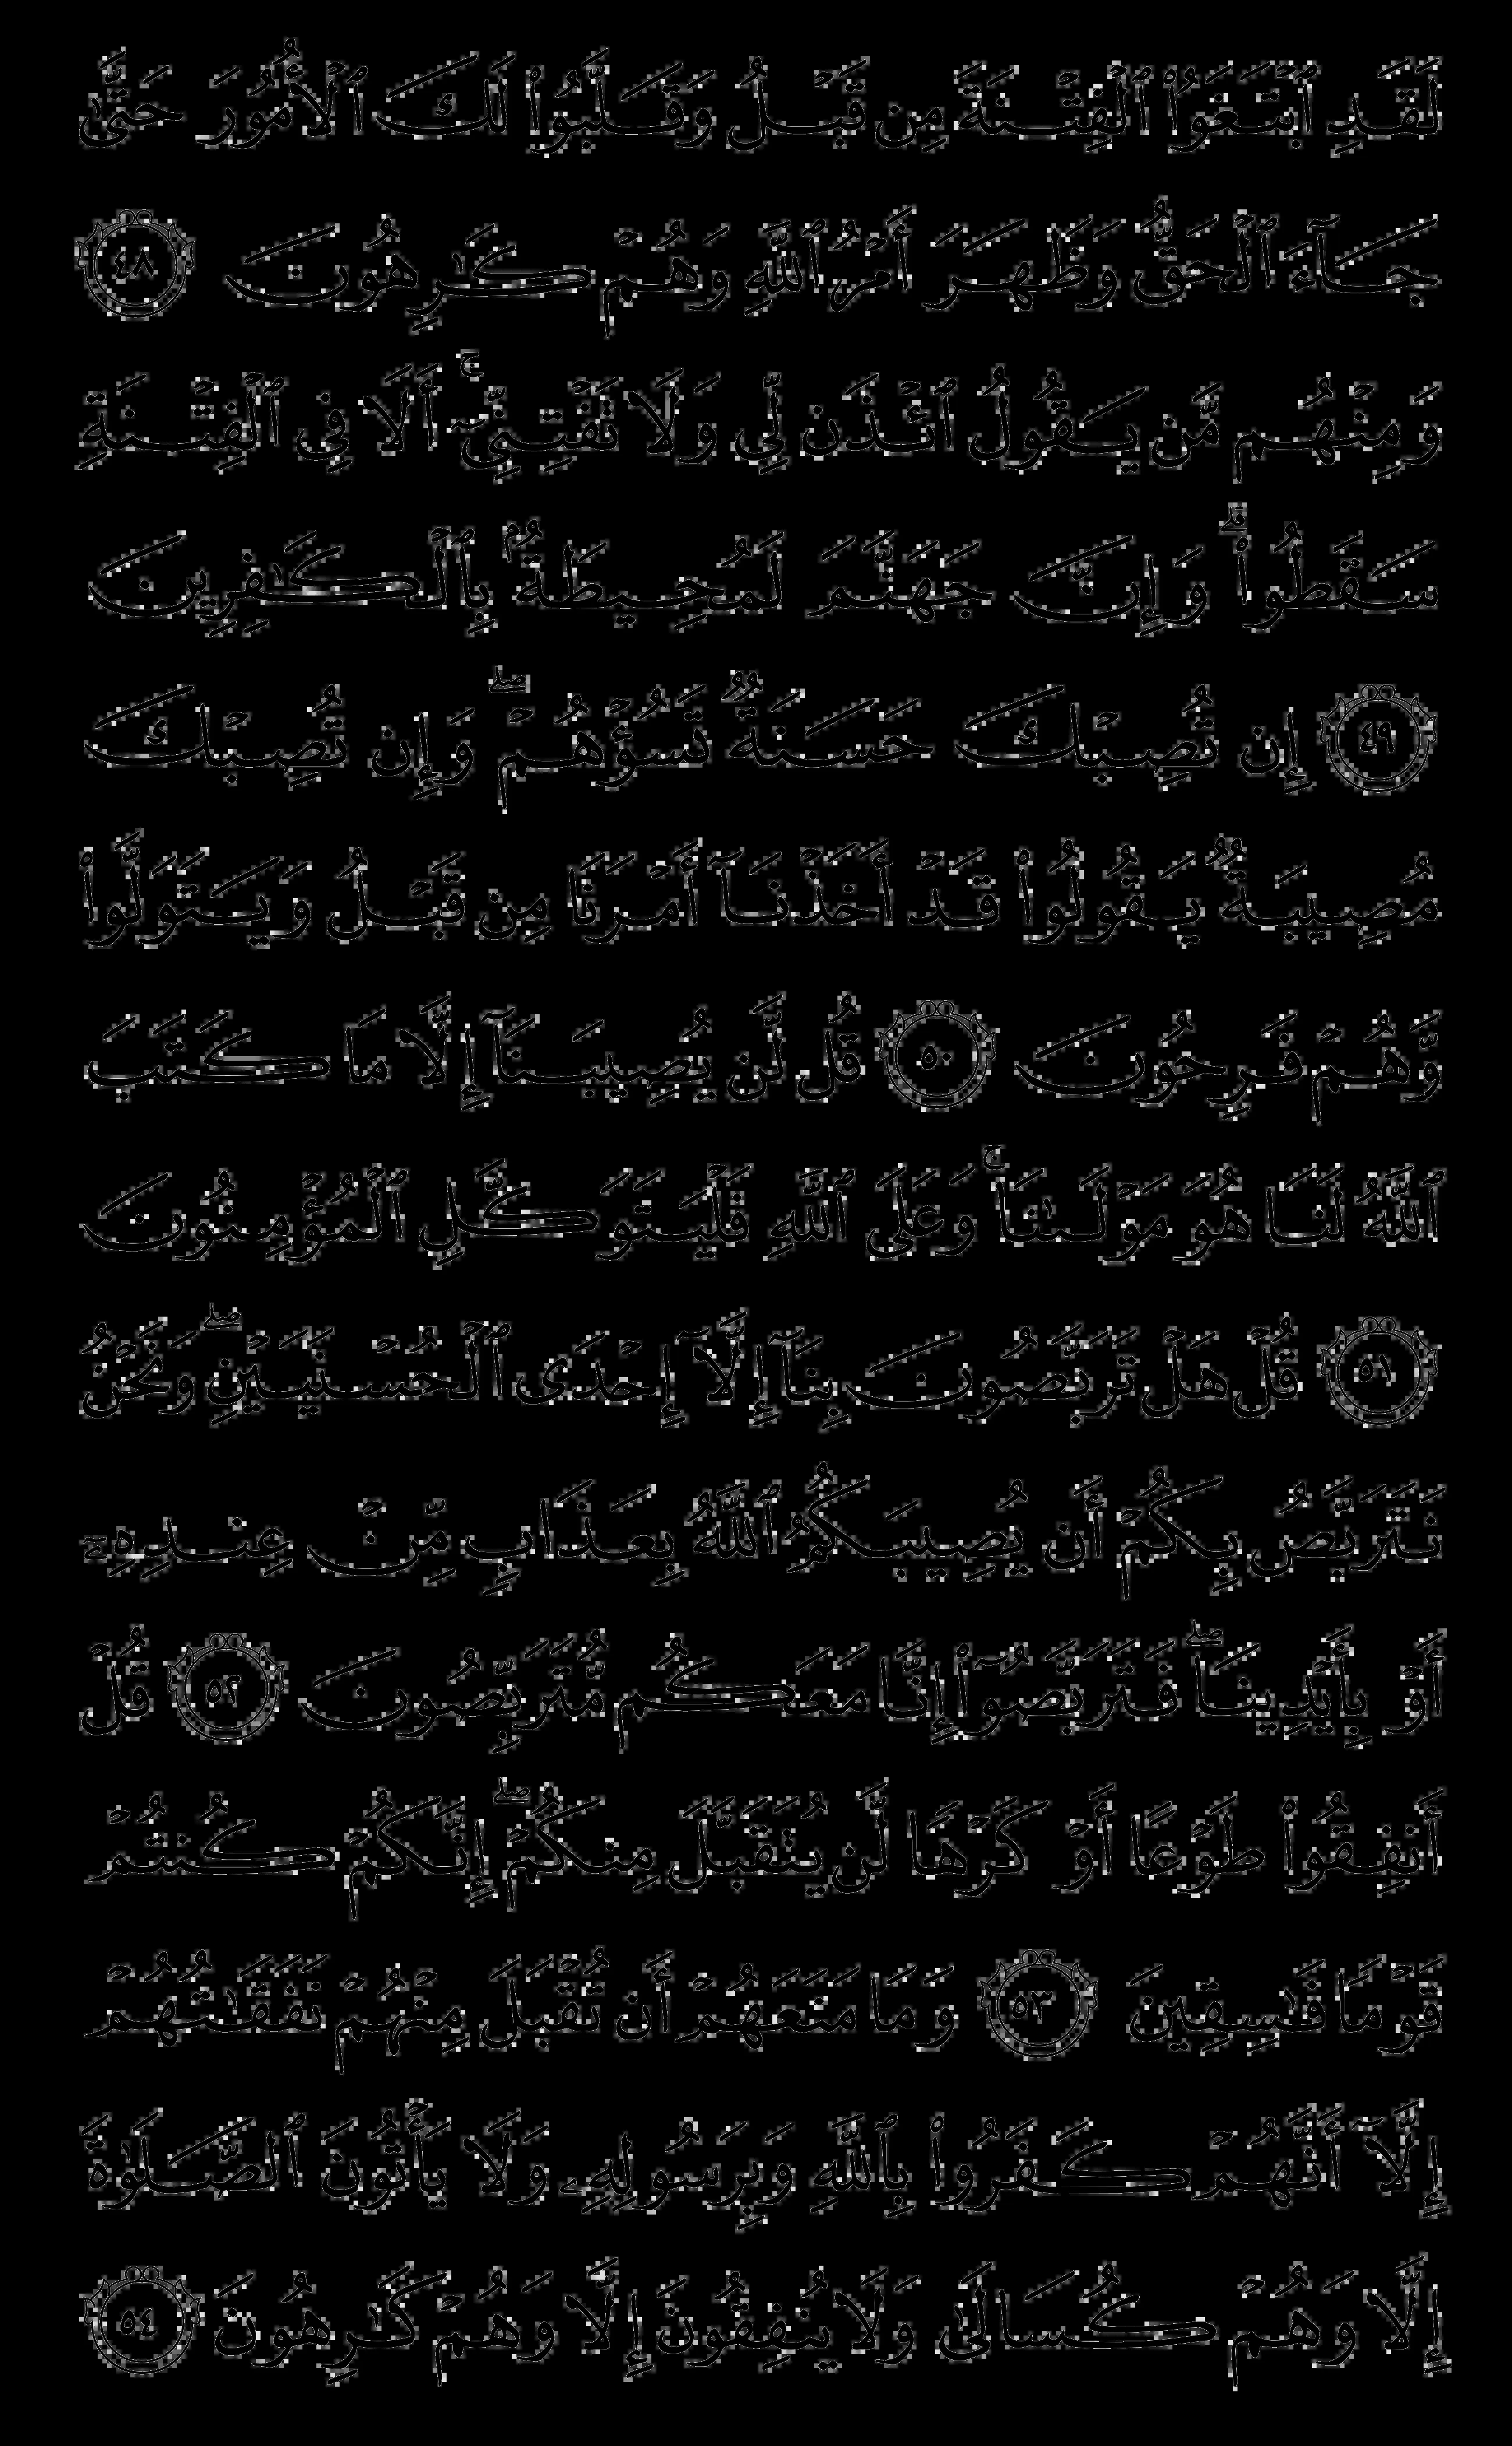 لَقَدِ ٱبْتَغَوُا۟ ٱلْفِتْنَةَ مِن قَبْلُ وَقَلَّبُوا۟ لَكَ ٱلْأُمُورَ حَتَّىٰ
جَآءَ ٱلْحَقُّ وَظَهَرَ أَمْرُ ٱللَّهِ وَهُمْ كَٰرِهُونَ ٤٨
وَمِنْهُم مَّن يَقُولُ ٱئْذَن لِّى وَلَا تَفْتِنِّىٓ ۚ أَلَا فِى ٱلْفِتْنَةِ
سَقَطُوا۟ ۗ وَإِنَّ جَهَنَّمَ لَمُحِيطَةٌۢ بِٱلْكَٰفِرِينَ
٤٩ إِن تُصِبْكَ حَسَنَةٌ تَسُؤْهُمْ ۖ وَإِن تُصِبْكَ
مُصِيبَةٌ يَقُولُوا۟ قَدْ أَخَذْنَآ أَمْرَنَا مِن قَبْلُ وَيَتَوَلَّوا۟
وَّهُمْ فَرِحُونَ ٥٠ قُل لَّن يُصِيبَنَآ إِلَّا مَا كَتَبَ
ٱللَّهُ لَنَا هُوَ مَوْلَىٰنَا ۚ وَعَلَى ٱللَّهِ فَلْيَتَوَكَّلِ ٱلْمُؤْمِنُونَ
٥١ قُلْ هَلْ تَرَبَّصُونَ بِنَآ إِلَّآ إِحْدَى ٱلْحُسْنَيَيْنِ ۖ وَنَحْنُ
نَتَرَبَّصُ بِكُمْ أَن يُصِيبَكُمُ ٱللَّهُ بِعَذَابٍ مِّنْ عِندِهِۦٓ
أَوْ بِأَيْدِينَا ۖ فَتَرَبَّصُوٓا۟ إِنَّا مَعَكُم مُّتَرَبِّصُونَ ٥٢ قُلْ
أَنفِقُوا۟ طَوْعًا أَوْ كَرْهًا لَّن يُتَقَبَّلَ مِنكُمْ ۖ إِنَّكُمْ كُنتُمْ
قَوْمًا فَٰسِقِينَ ٥٣ وَمَا مَنَعَهُمْ أَن تُقْبَلَ مِنْهُمْ نَفَقَٰتُهُمْ
إِلَّآ أَنَّهُمْ كَفَرُوا۟ بِٱللَّهِ وَبِرَسُولِهِۦ وَلَا يَأْتُونَ ٱلصَّلَوٰةَ
إِلَّا وَهُمْ كُسَالَىٰ وَلَا يُنفِقُونَ إِلَّا وَهُمْ كَٰرِهُونَ ٥٤